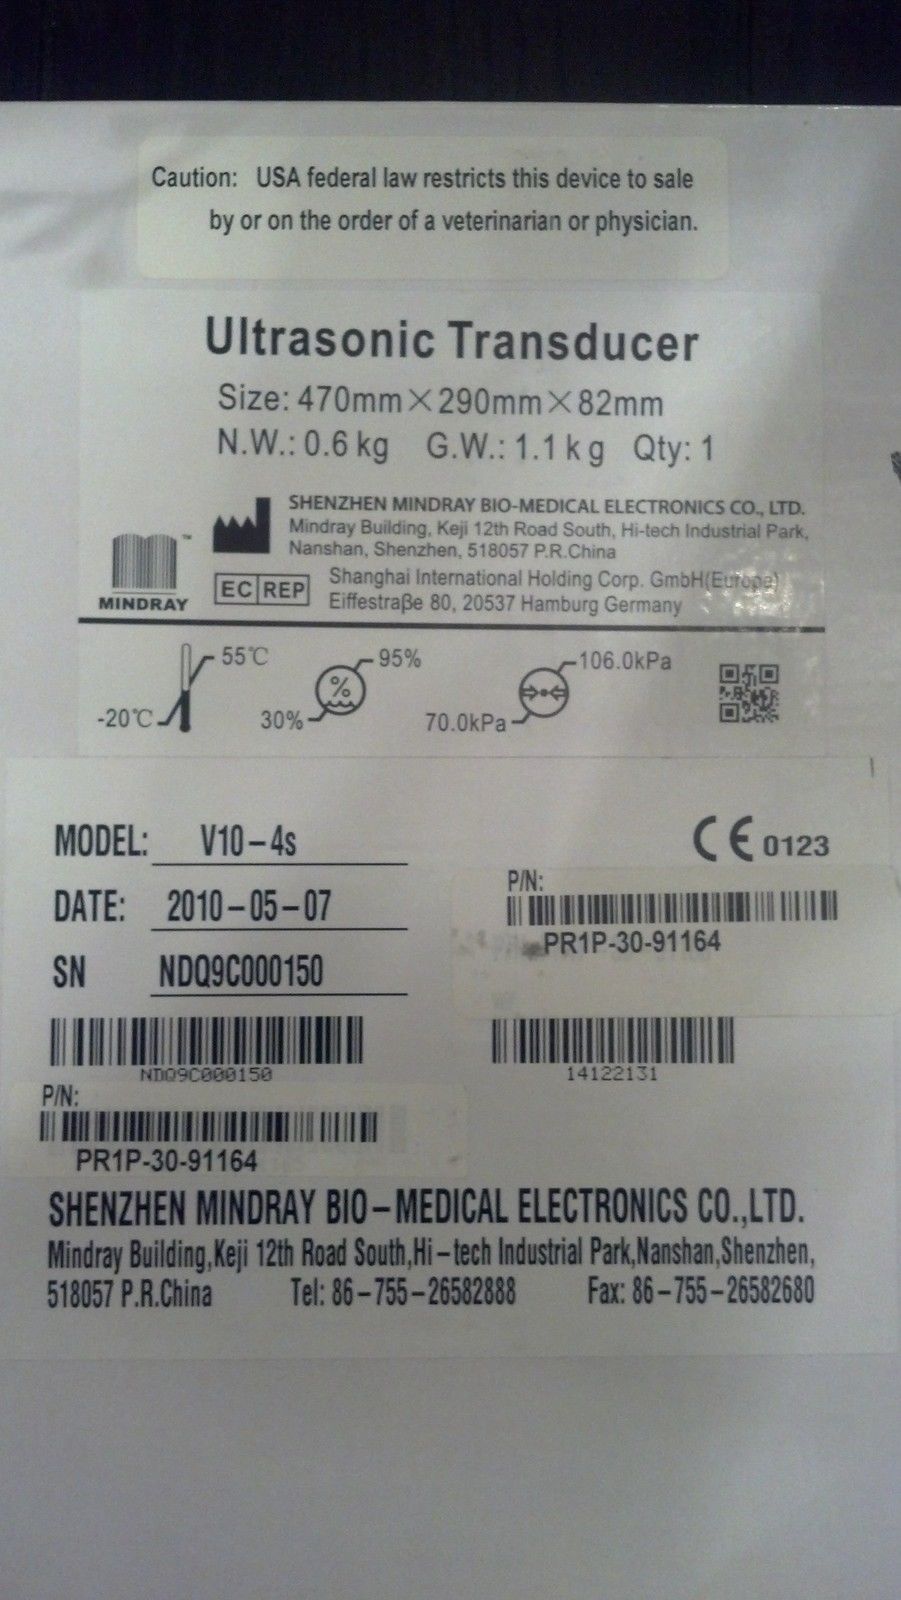 Caution: USA federal law restricts this device to sale
by or on the order of a veterinarian or physician.
Ultrasonic Transducer
Size: 470mm×290mm×82mm
N.W.: 0.6 kg G.W.: 1.1 kg Qty: 1
SHENZHEN MINDRAY BIO-MEDICAL ELECTRONICS CO., LTD.
Mindray Building, Keji 12th Road South, Hi-tech Industrial Park,
Nanshan, Shenzhen, 518057 P.R.China
MINDRAY ™
EC REP
Shanghai International Holding Corp. GmbH(Europe)
Eiffestraβe 80, 20537 Hamburg Germany
55℃
-20℃
95%
%
30%
106.0kPa
70.0kPa
MODEL: V10-4s
CE 0123
DATE: 2010-05-07
P/N:
PR1P-30-91164
SN NDQ9C000150
NDQ9C000150
14122131
P/N:
PR1P-30-91164
SHENZHEN MINDRAY BIO-MEDICAL ELECTRONICS CO.,LTD.
Mindray Building,Keji 12th Road South,Hi-tech Industrial Park,Nanshan,Shenzhen,
518057 P.R.China Tel: 86-755-26582888 Fax: 86-755-26582680